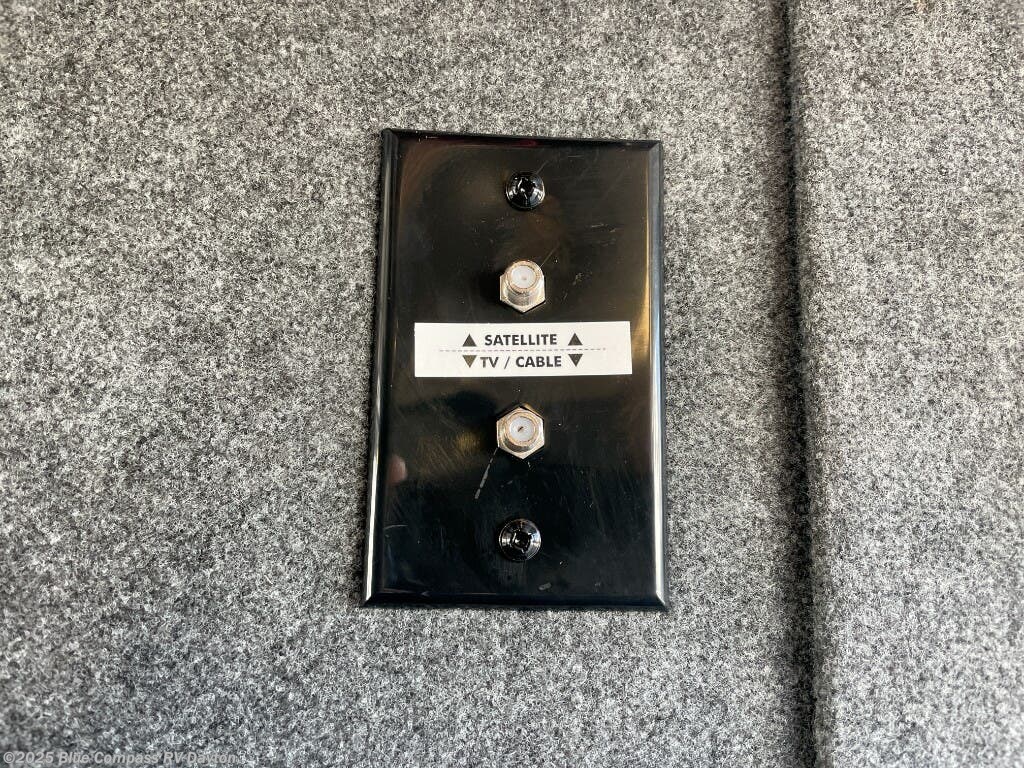 ▲ SATELLITE ▲
▼ TV / CABLE ▼
©2025 Blue Compass RV Dayton